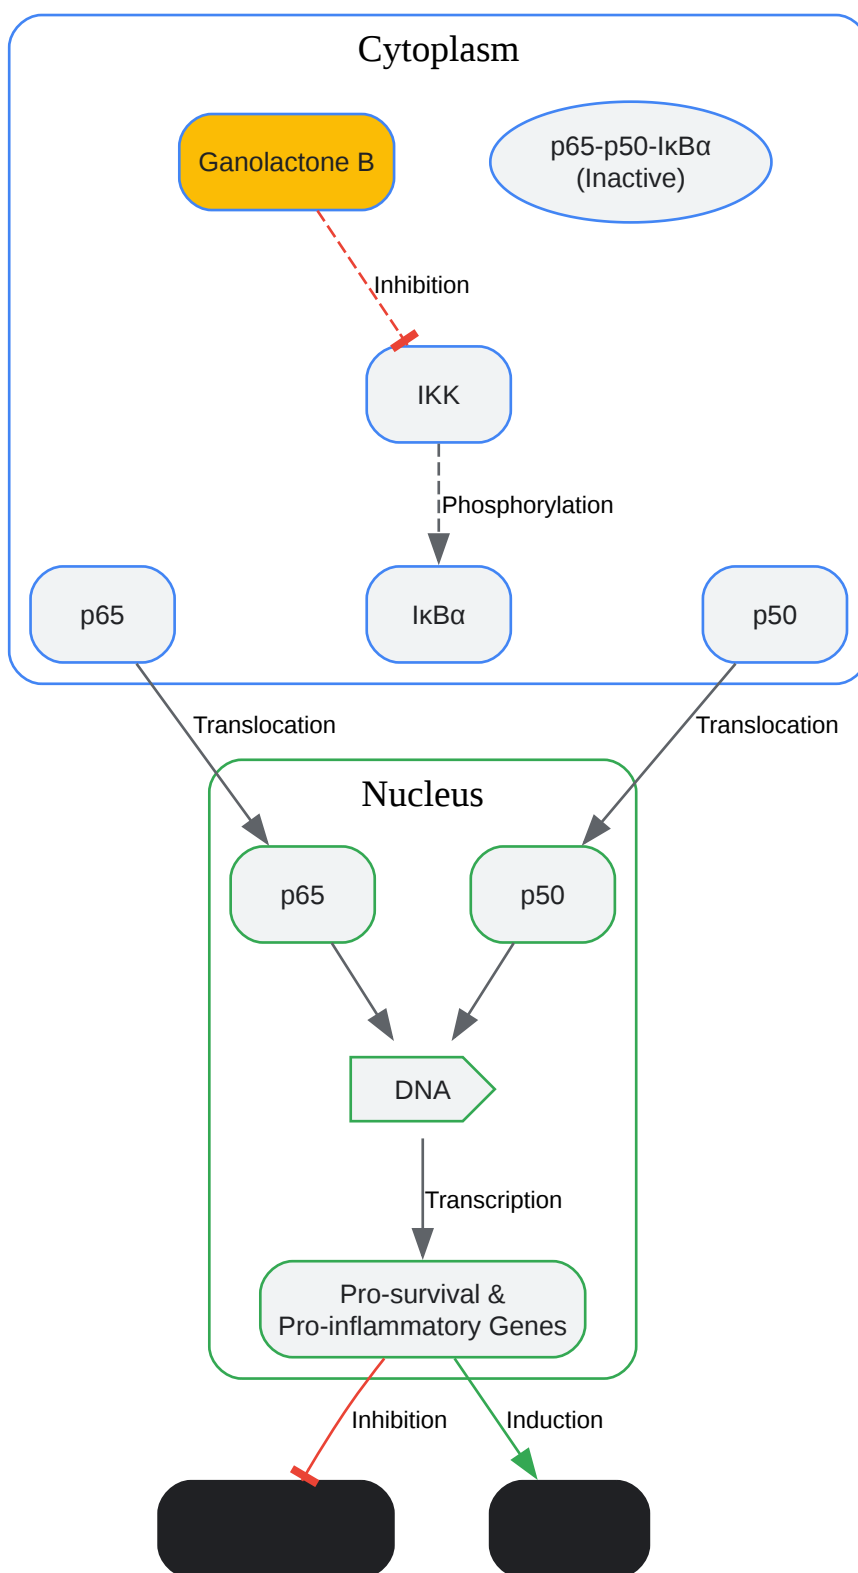 Cytoplasm
Ganolactone B
p65-p50-IκBα
(Inactive)
Inhibition
IKK
Phosphorylation
p65
IκBα
p50
Translocation
Translocation
Nucleus
p65
p50
DNA
Transcription
Pro-survival &
Pro-inflammatory Genes
Inhibition
Induction